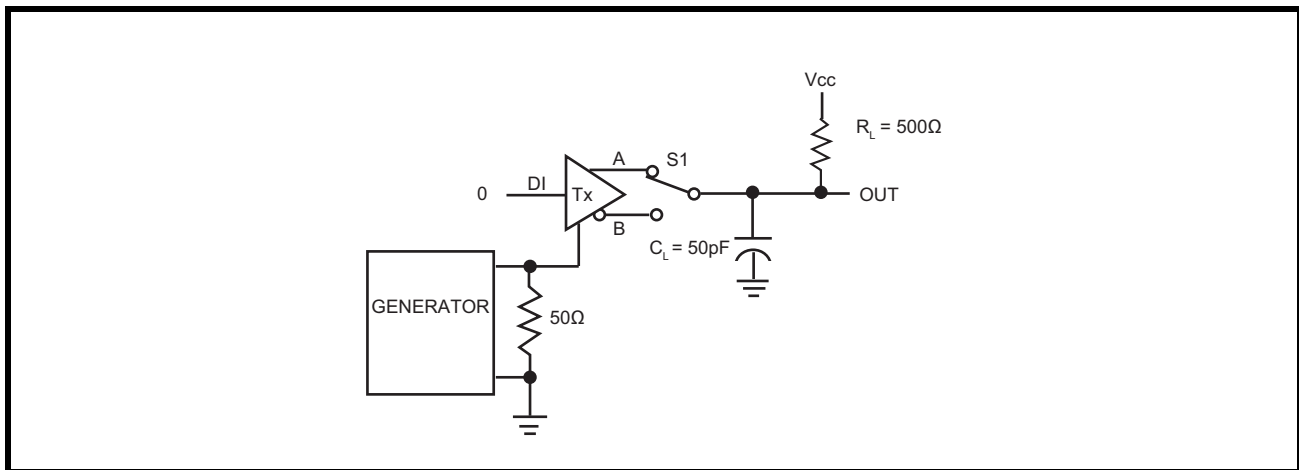 Vcc
R_L = 500Ω
A
S1
0
DI
Tx
OUT
B
C_L = 50pF
GENERATOR
50Ω